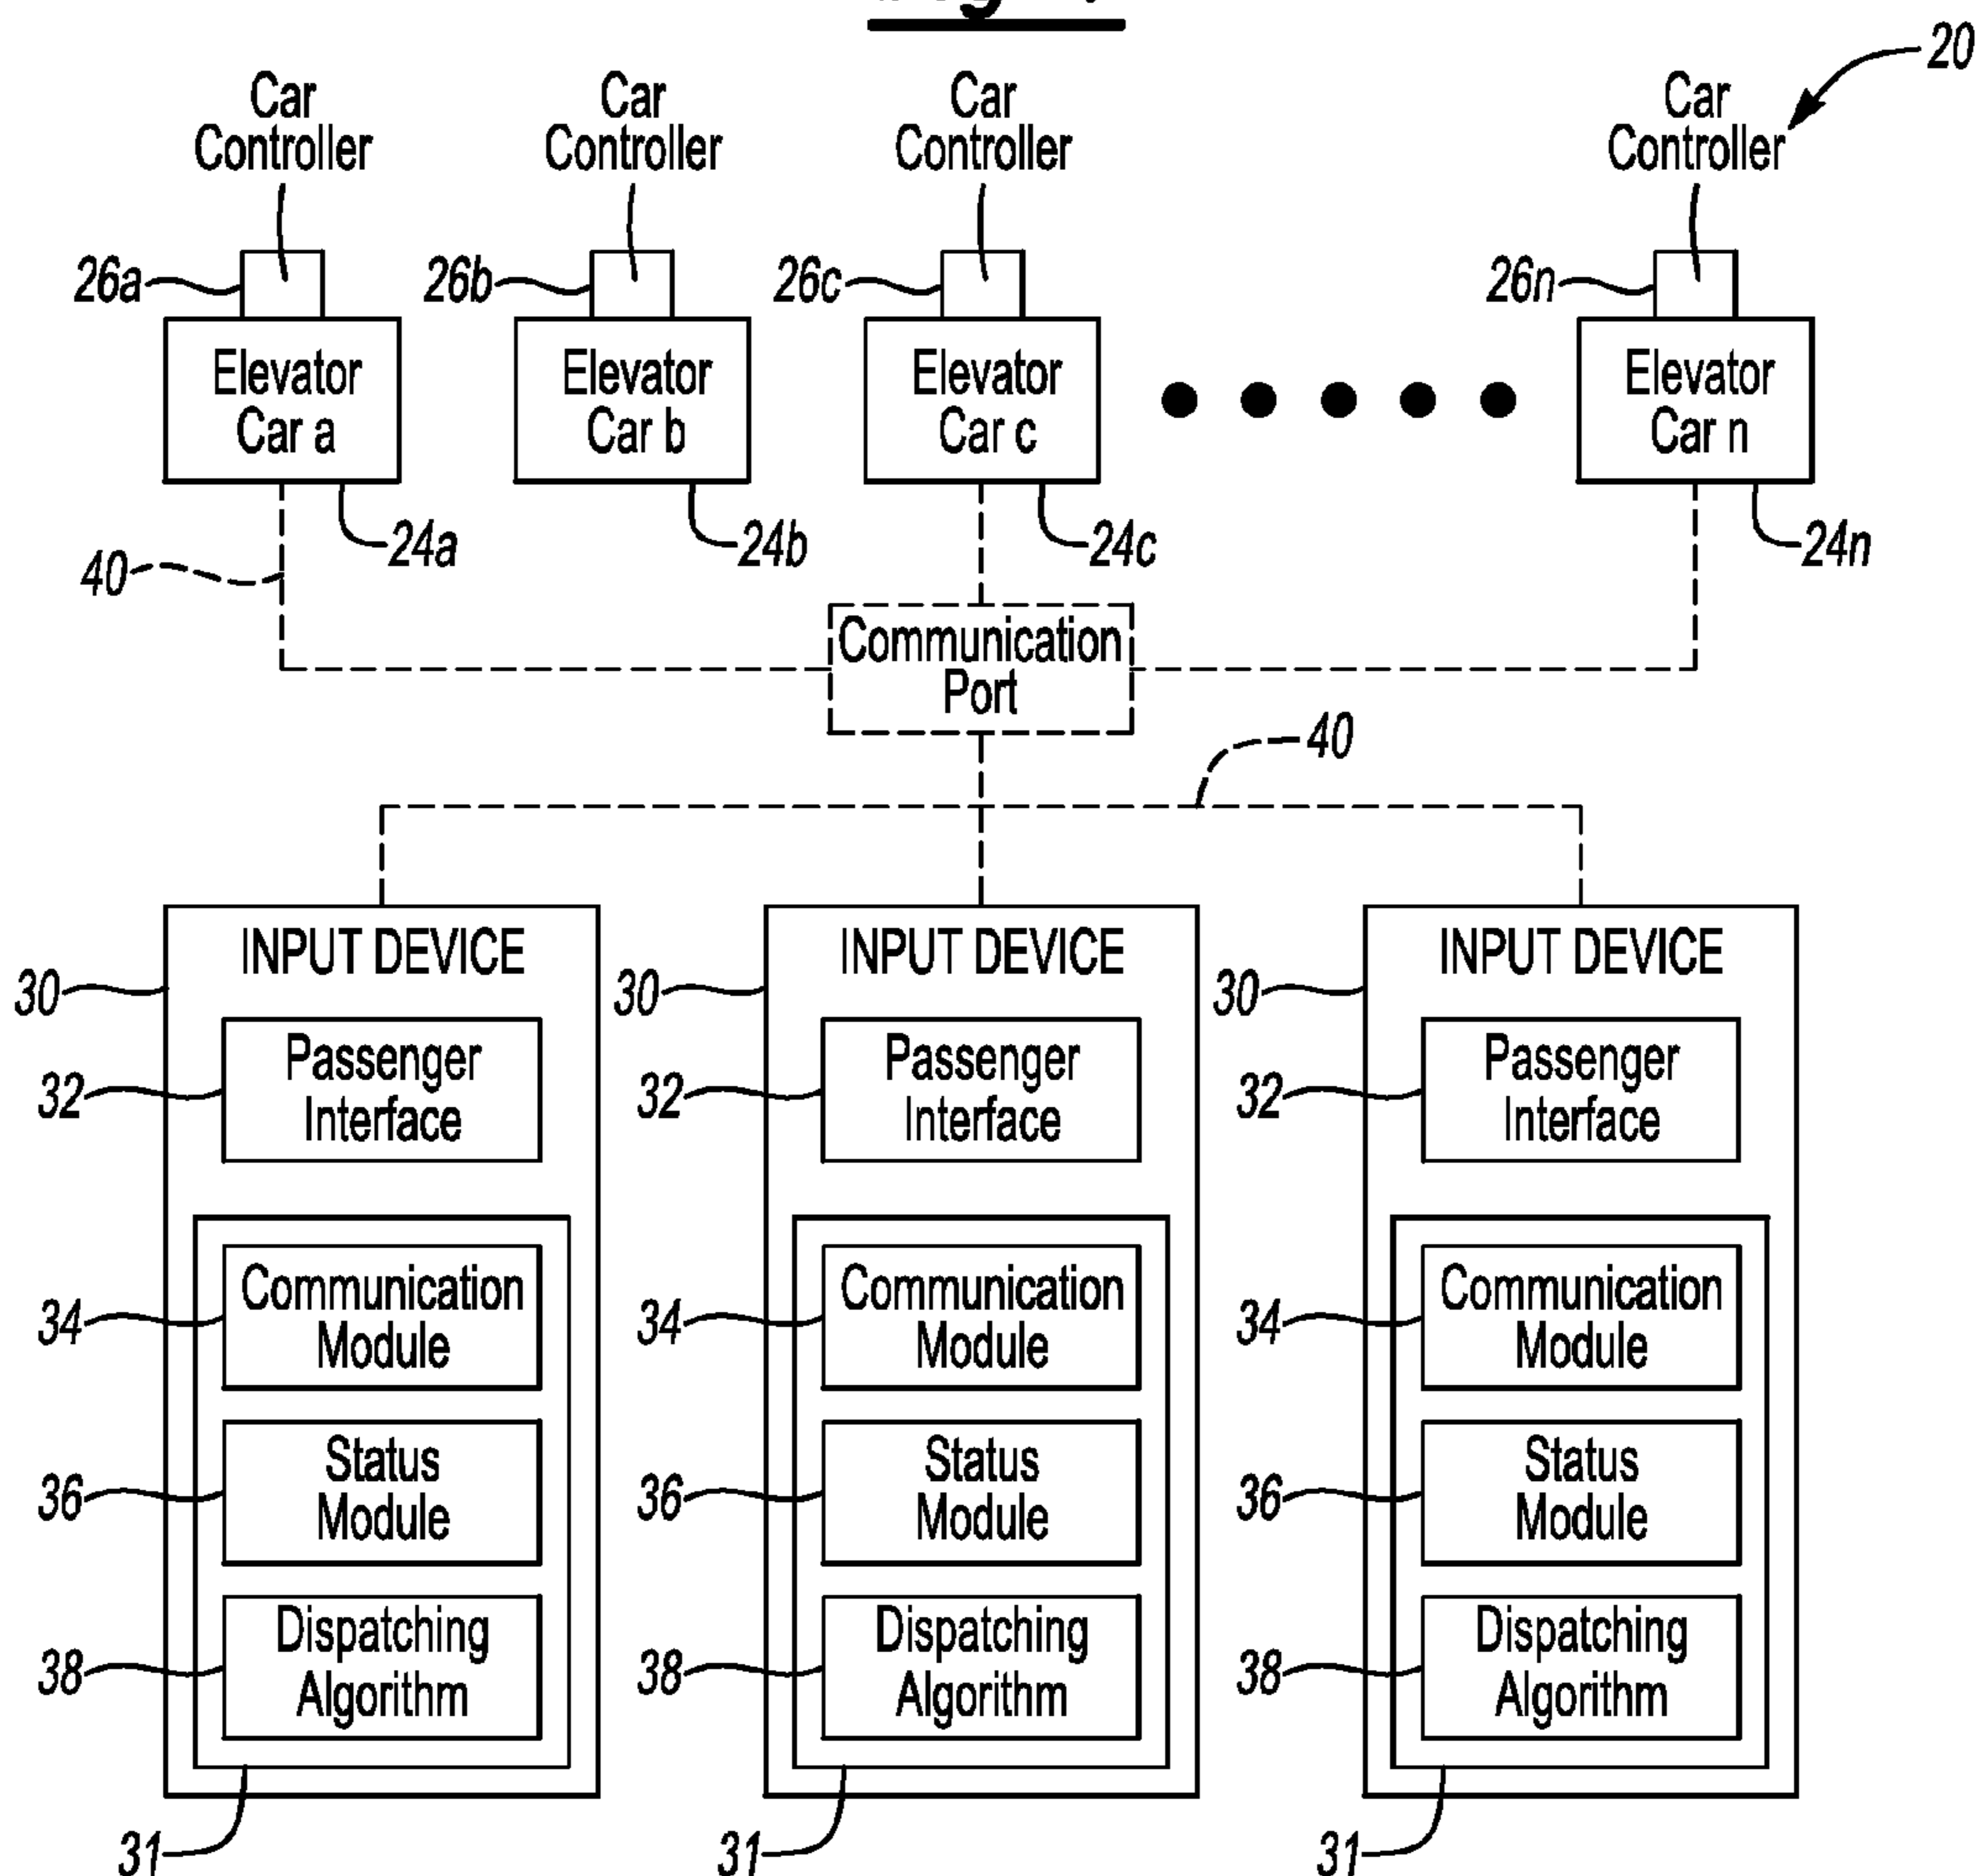 20
Car Car Car Car
Controller Controller Controller Controller
26a 26b 26c 26n
Elevator Elevator Elevator Elevator
Car a Car b Car c Car n
24a 24b 24c 24n
40
Communication
Port
40
INPUT DEVICE INPUT DEVICE INPUT DEVICE
30 30 30
Passenger Passenger Passenger
Interface Interface Interface
32 32 32
Communication Communication Communication
Module Module Module
34 34 34
Status Status Status
Module Module Module
36 36 36
Dispatching Dispatching Dispatching
Algorithm Algorithm Algorithm
38 38 38
31 31 31